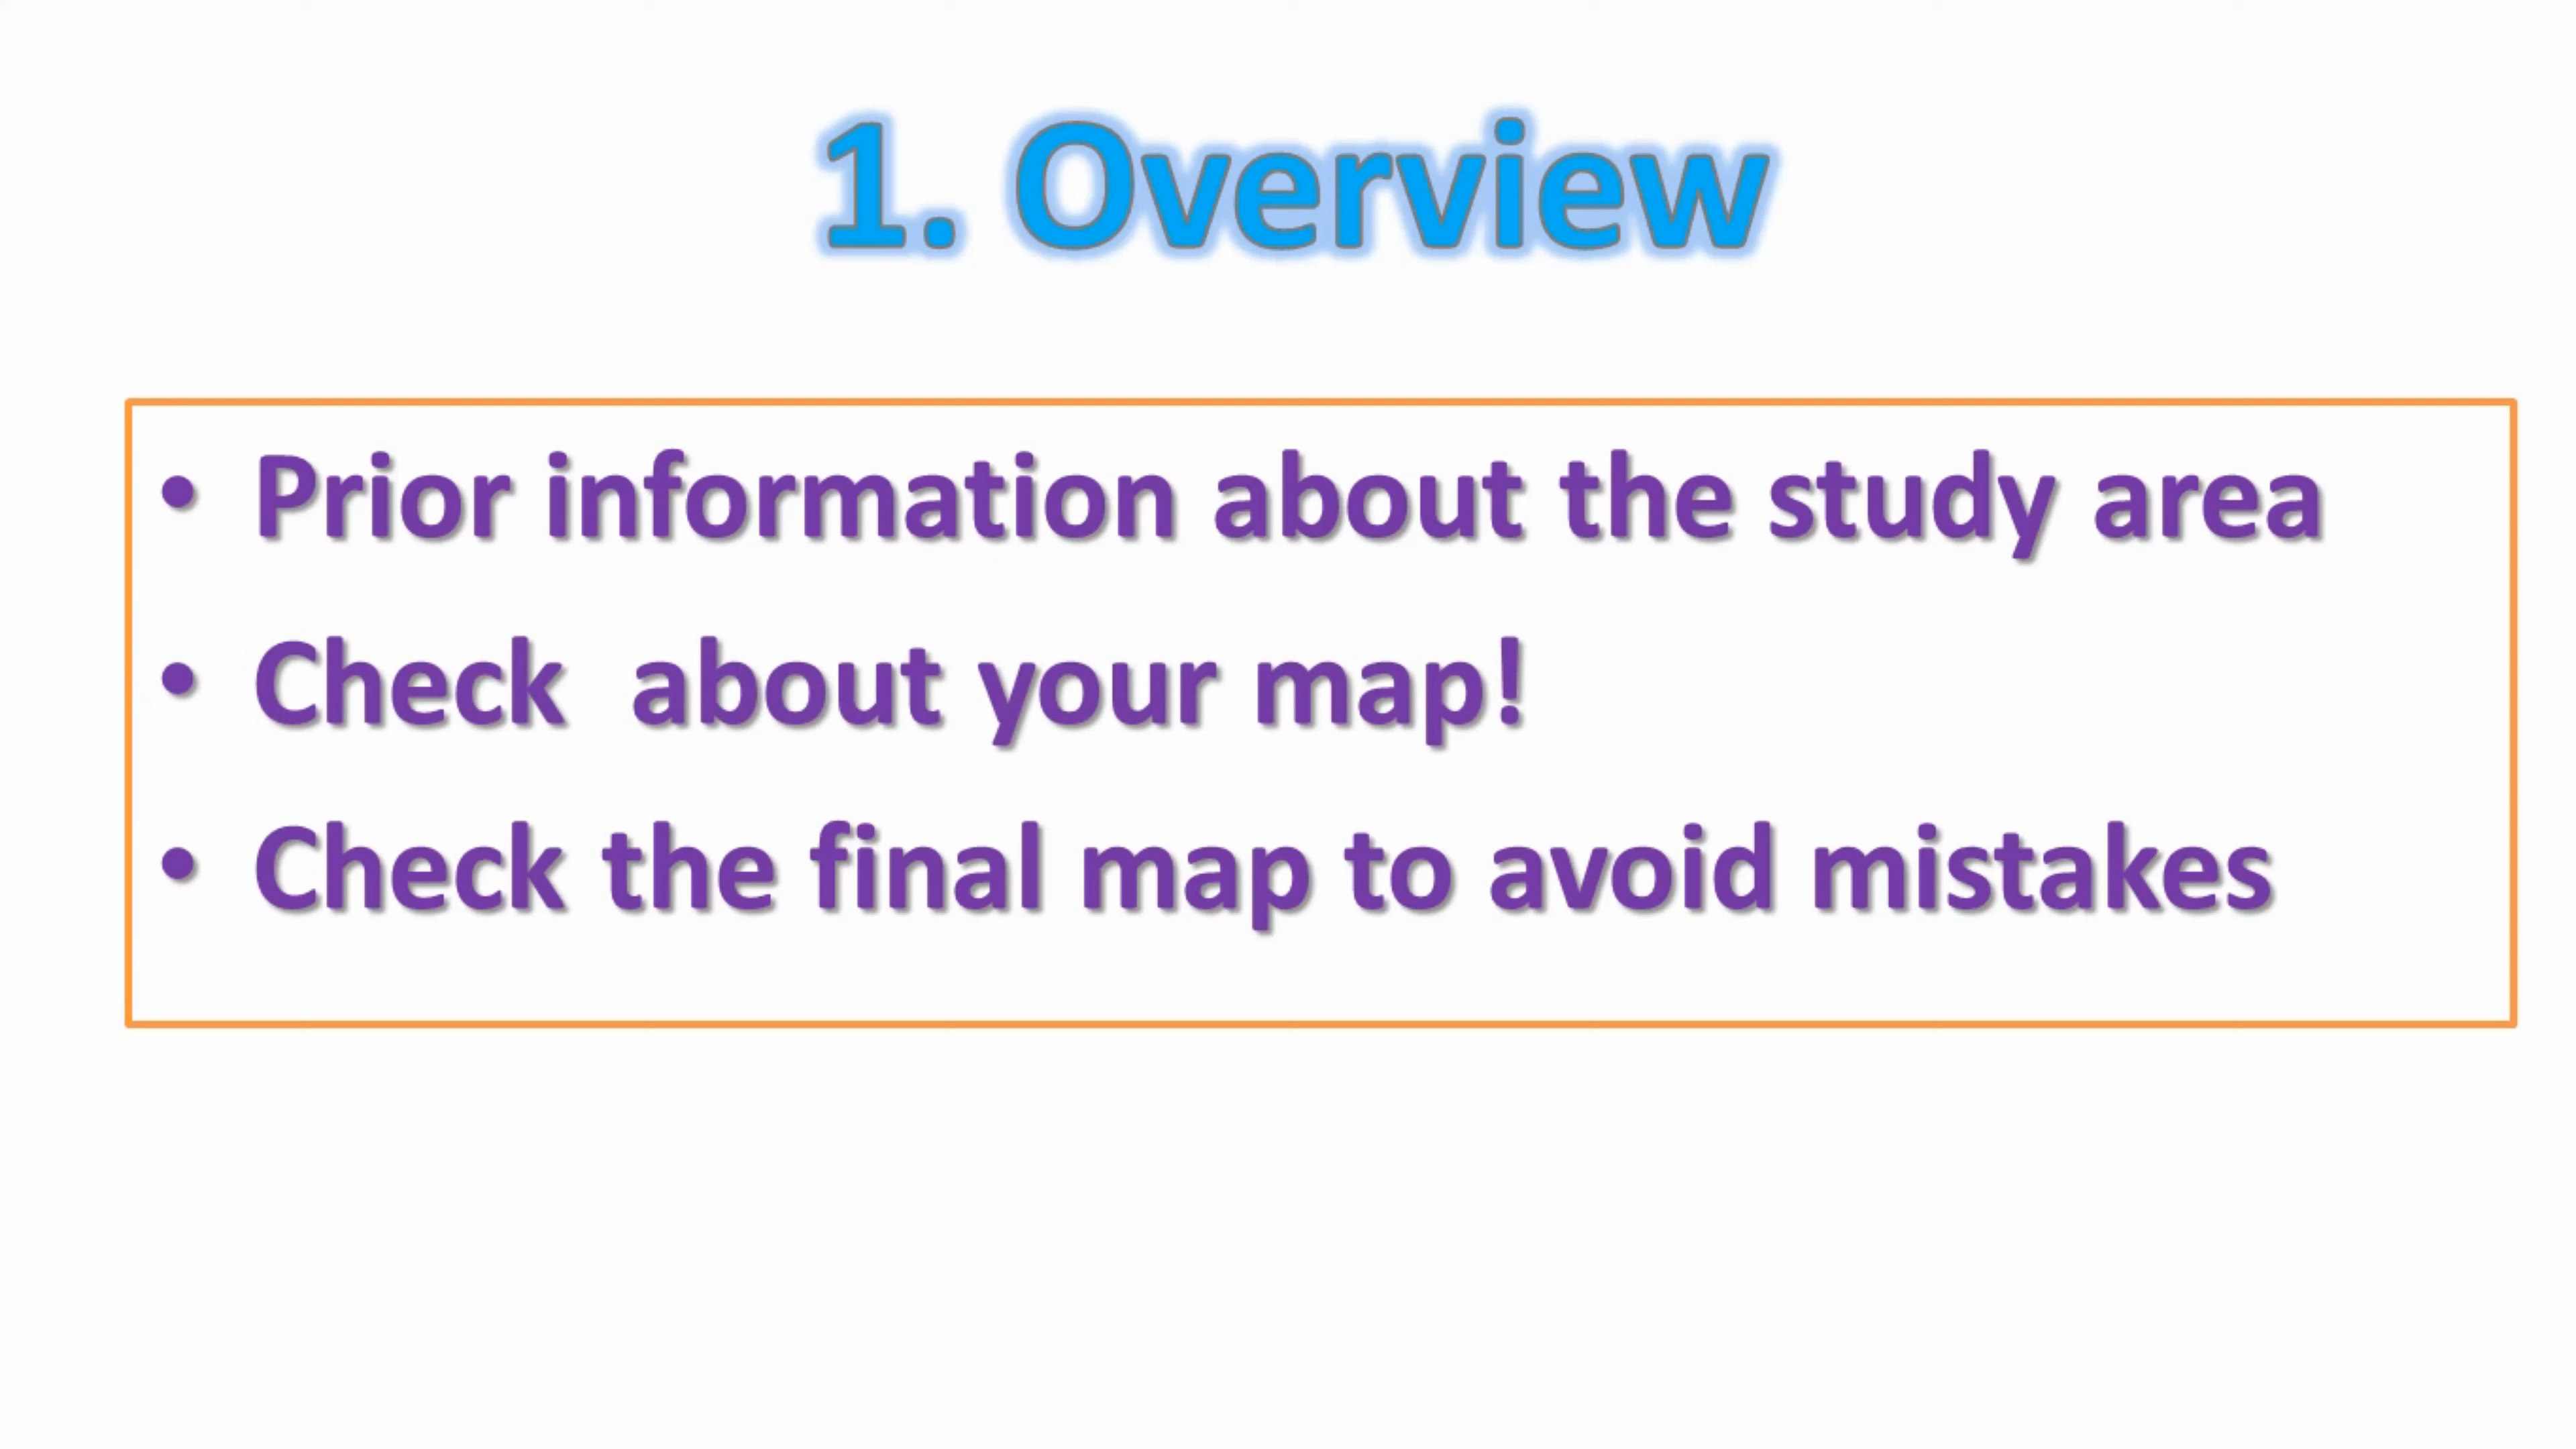 1. Overview
• Prior information about the study area
• Check  about your map!
• Check the final map to avoid mistakes